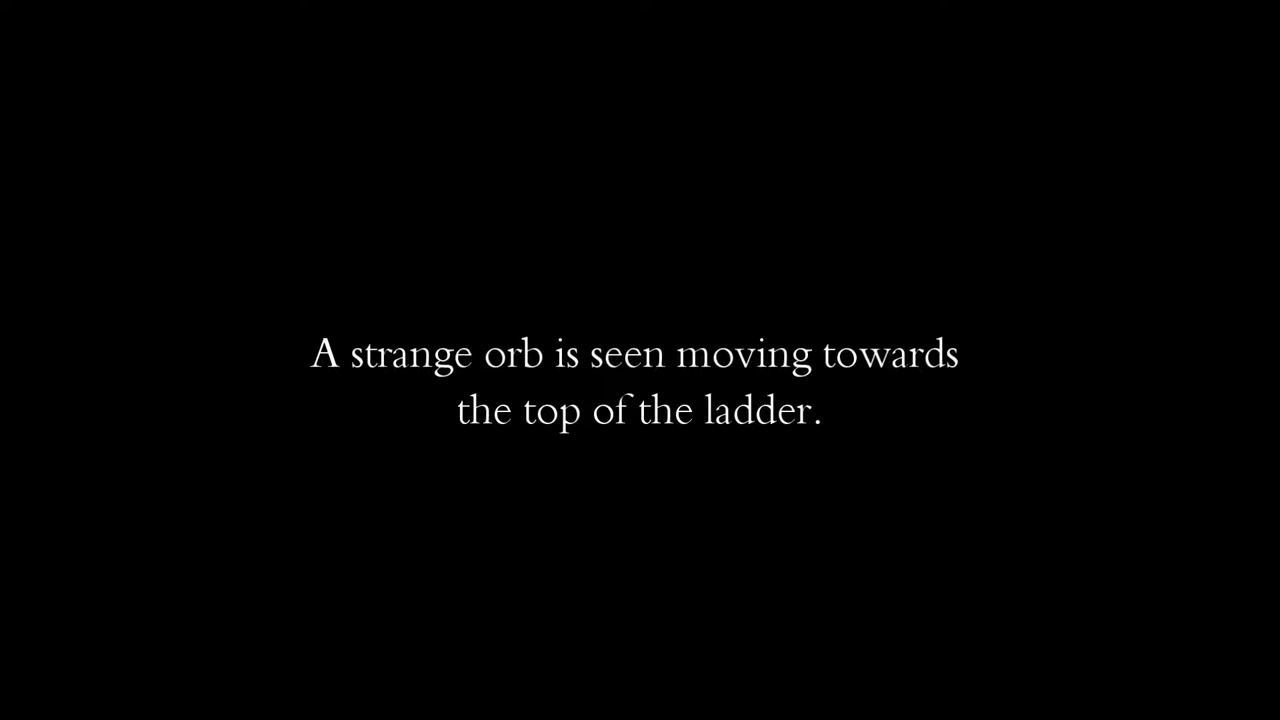 A strange orb is seen moving towards
the top of the ladder.